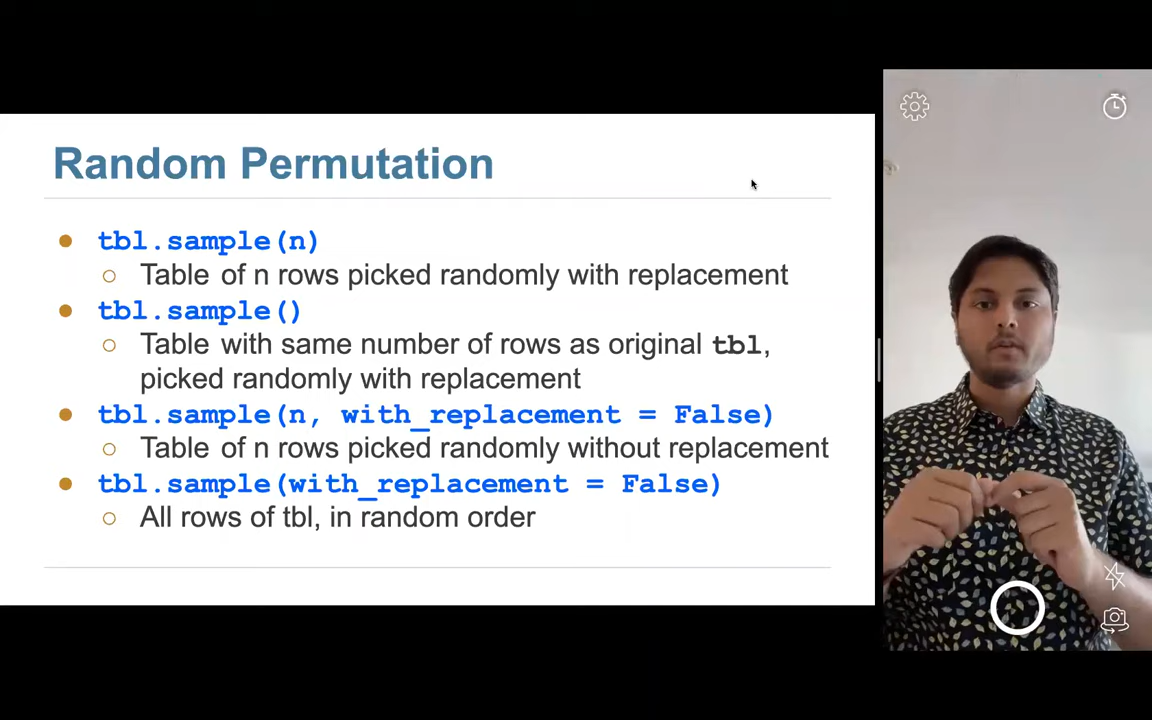 Random Permutation
● tbl.sample(n)
○ Table of n rows picked randomly with replacement
● tbl.sample()
○ Table with same number of rows as original tbl,
picked randomly with replacement
● tbl.sample(n, with_replacement = False)
○ Table of n rows picked randomly without replacement
● tbl.sample(with_replacement = False)
○ All rows of tbl, in random order